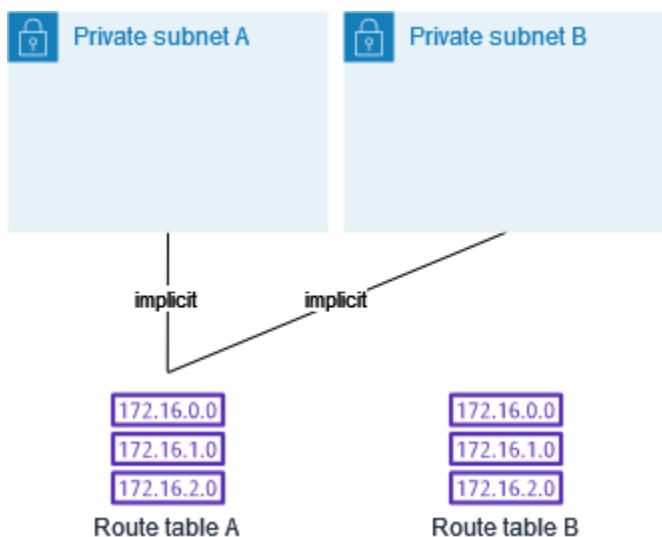 Private subnet A
Private subnet B
implicit
implicit
172.16.0.0
172.16.1.0
172.16.2.0
Route table A
172.16.0.0
172.16.1.0
172.16.2.0
Route table B